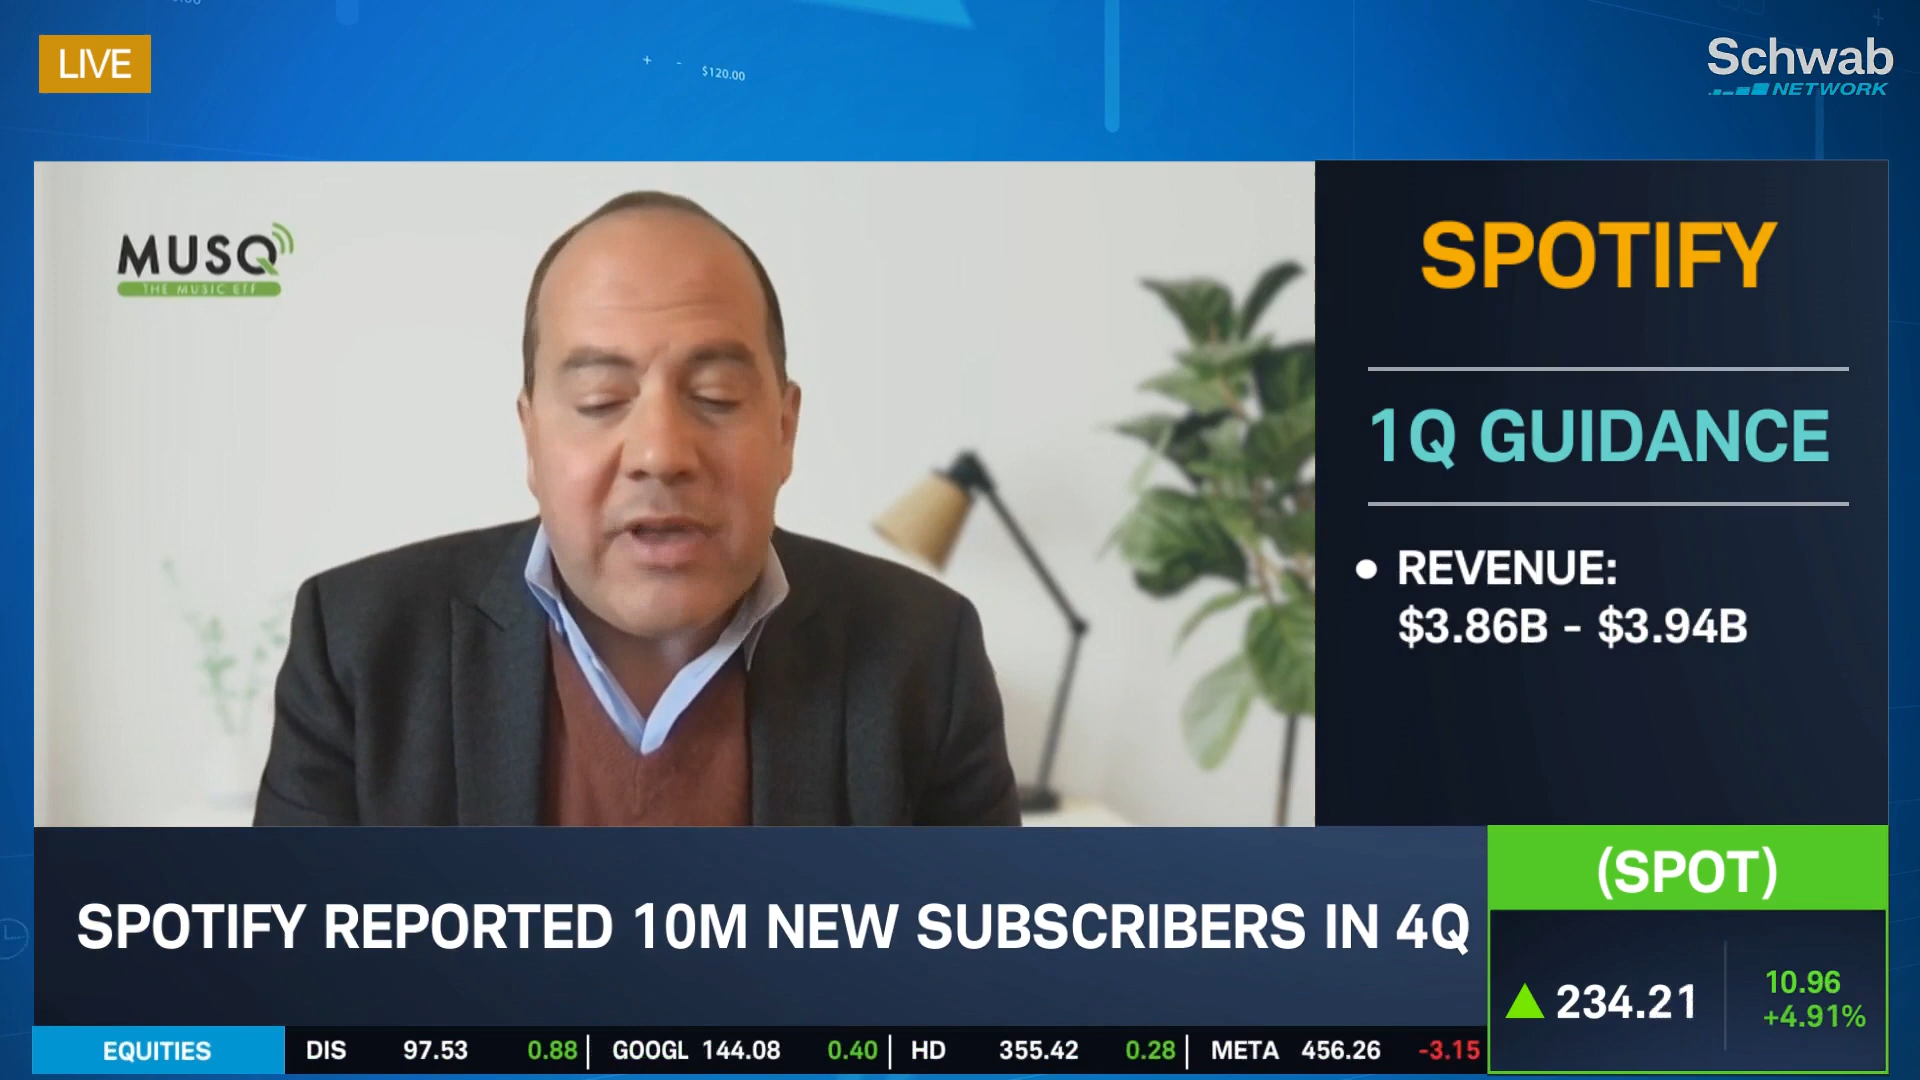 LIVE
+ - $120.00
Schwab
NETWORK
MUSQ
THE MUSIC ETF
SPOTIFY
1Q GUIDANCE
• REVENUE:
$3.86B - $3.94B
SPOTIFY REPORTED 10M NEW SUBSCRIBERS IN 4Q
(SPOT)
▲ 234.21
10.96
+4.91%
EQUITIES DIS 97.53 0.88 | GOOGL 144.08 0.40 | HD 355.42 0.28 | META 456.26 -3.15